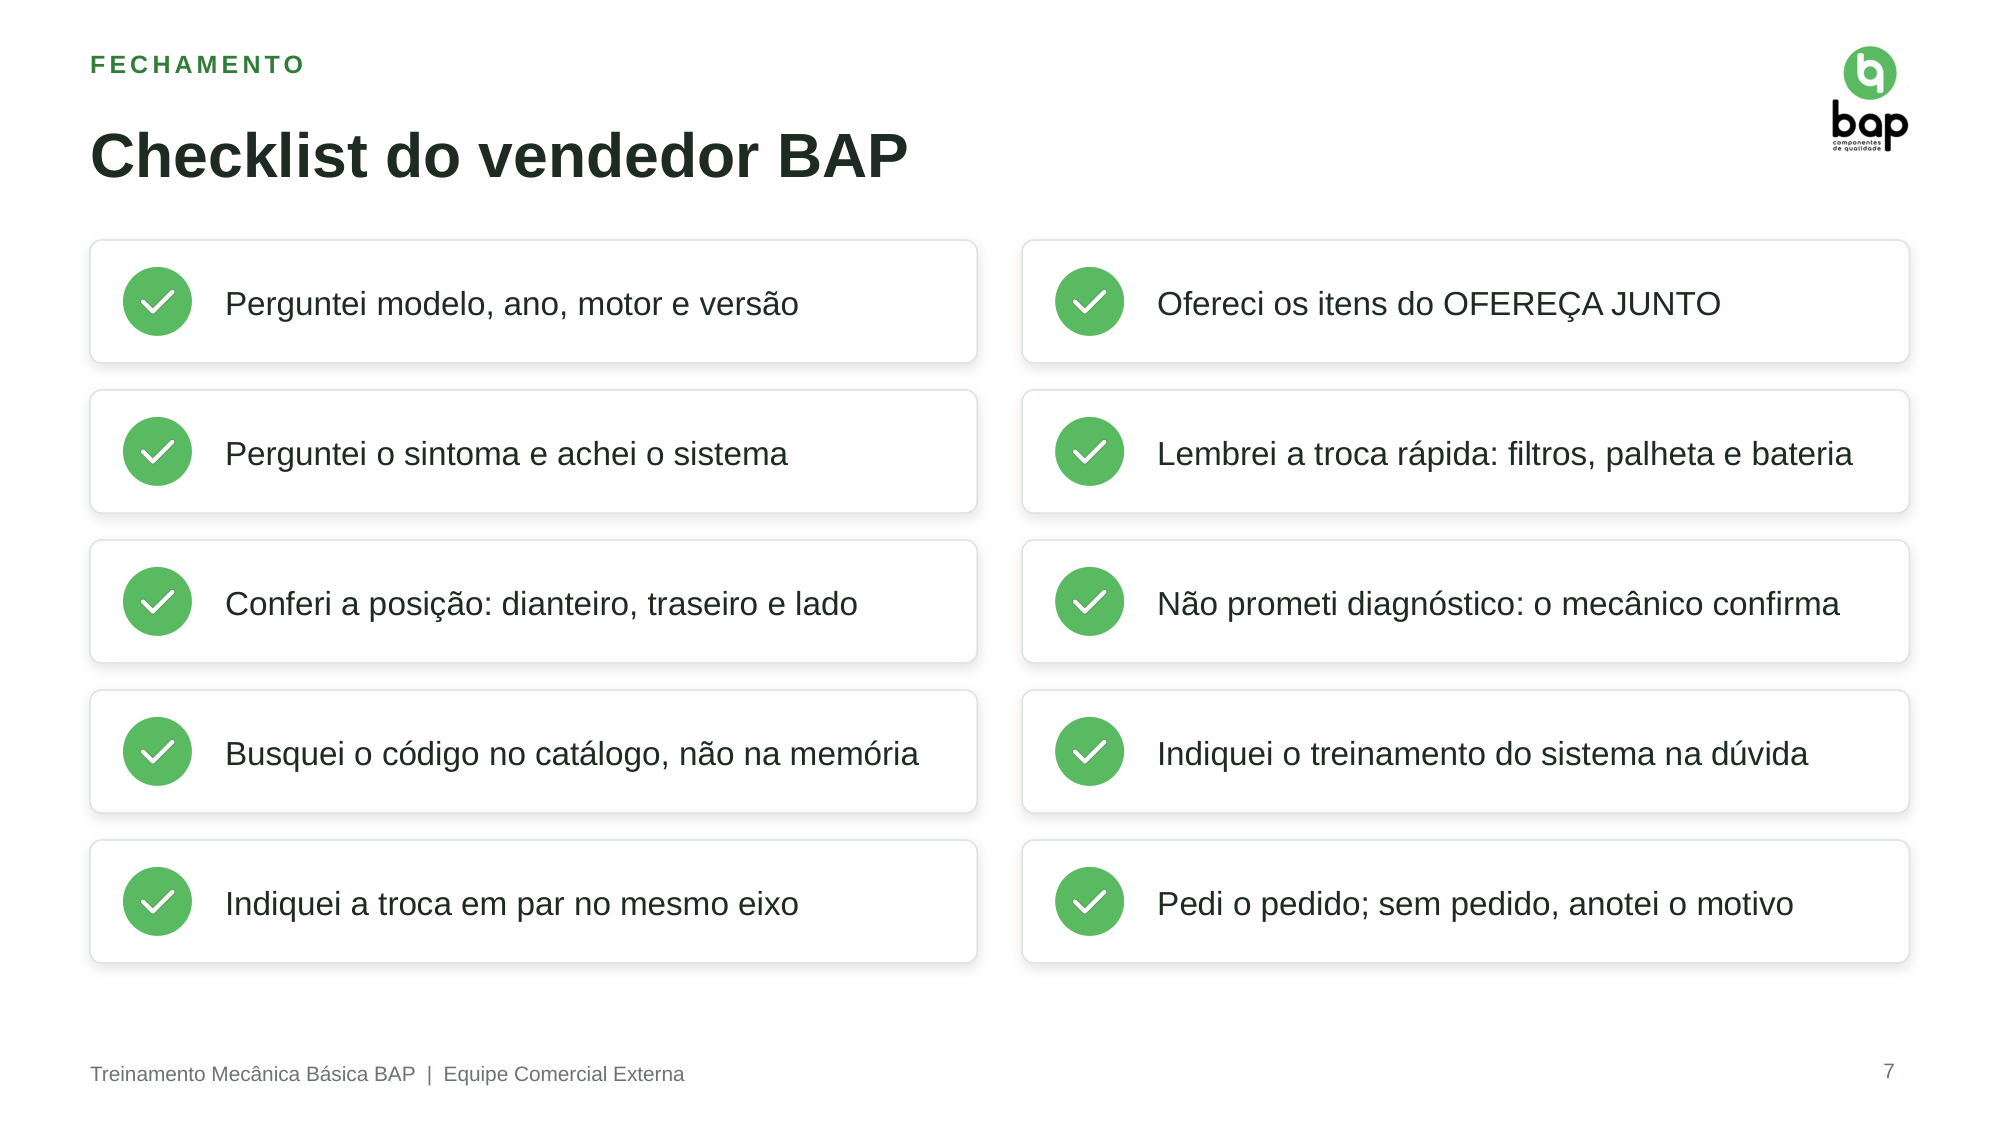 FECHAMENTO
bap
componentes
de qualidade
Checklist do vendedor BAP
Perguntei modelo, ano, motor e versão
Perguntei o sintoma e achei o sistema
Conferi a posição: dianteiro, traseiro e lado
Busquei o código no catálogo, não na memória
Indiquei a troca em par no mesmo eixo
Ofereci os itens do OFEREÇA JUNTO
Lembrei a troca rápida: filtros, palheta e bateria
Não prometi diagnóstico: o mecânico confirma
Indiquei o treinamento do sistema na dúvida
Pedi o pedido; sem pedido, anotei o motivo
Treinamento Mecânica Básica BAP | Equipe Comercial Externa
7